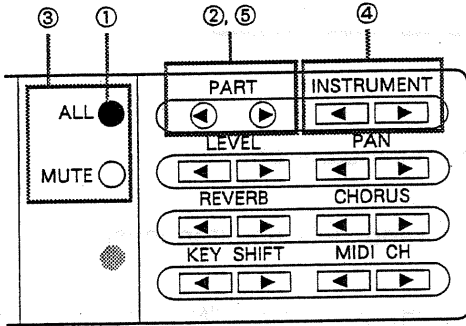 ③ ① ②, ⑤ ④
PART INSTRUMENT
ALL
LEVEL PAN
MUTE
REVERB CHORUS
KEY SHIFT MIDI CH